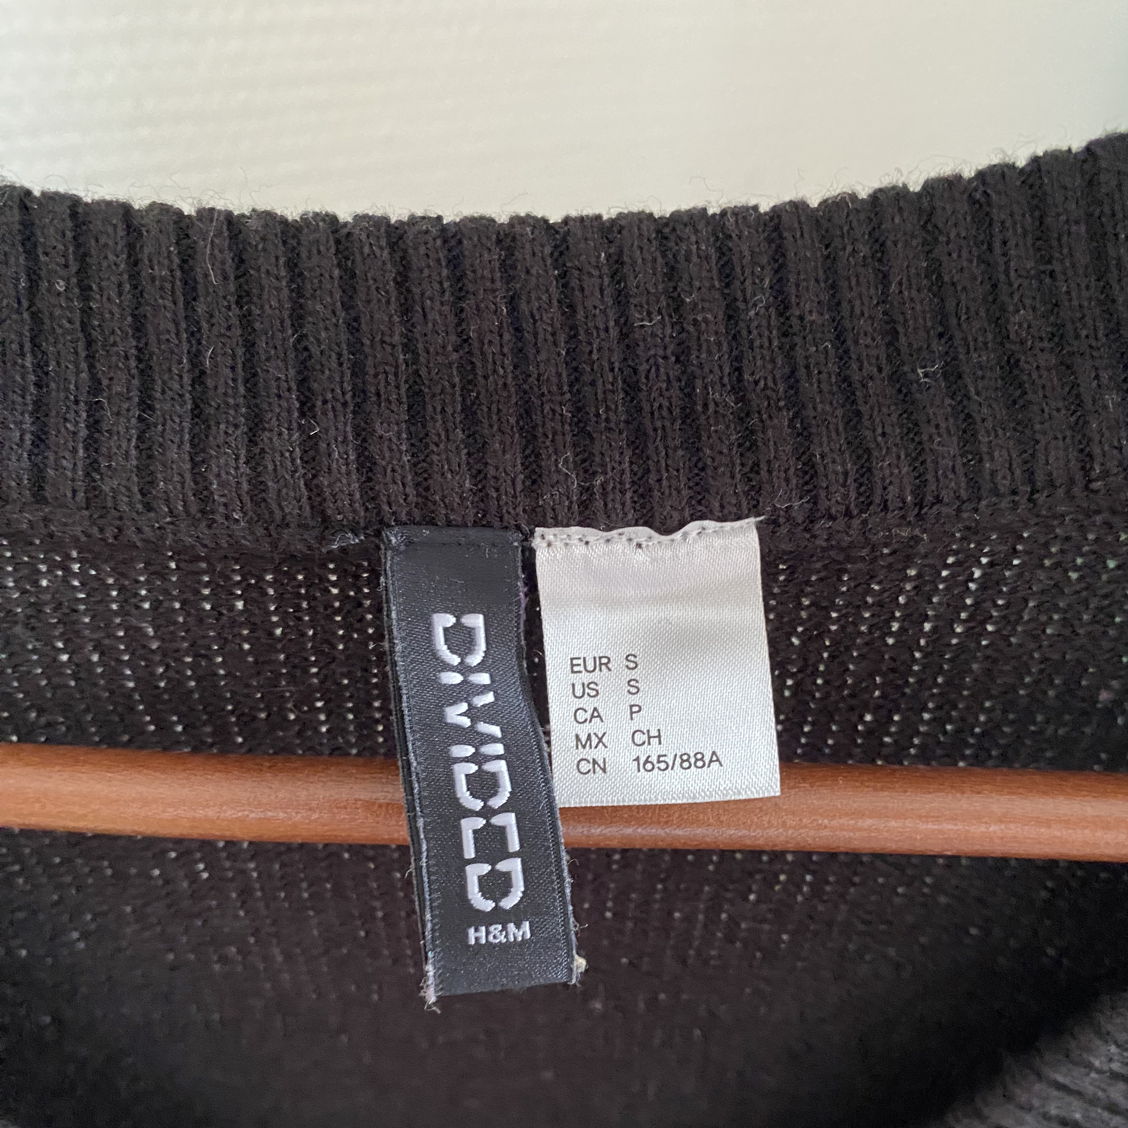 DIVIDED
H&M
EUR S
US S
CA P
MX CH
CN 165/88A